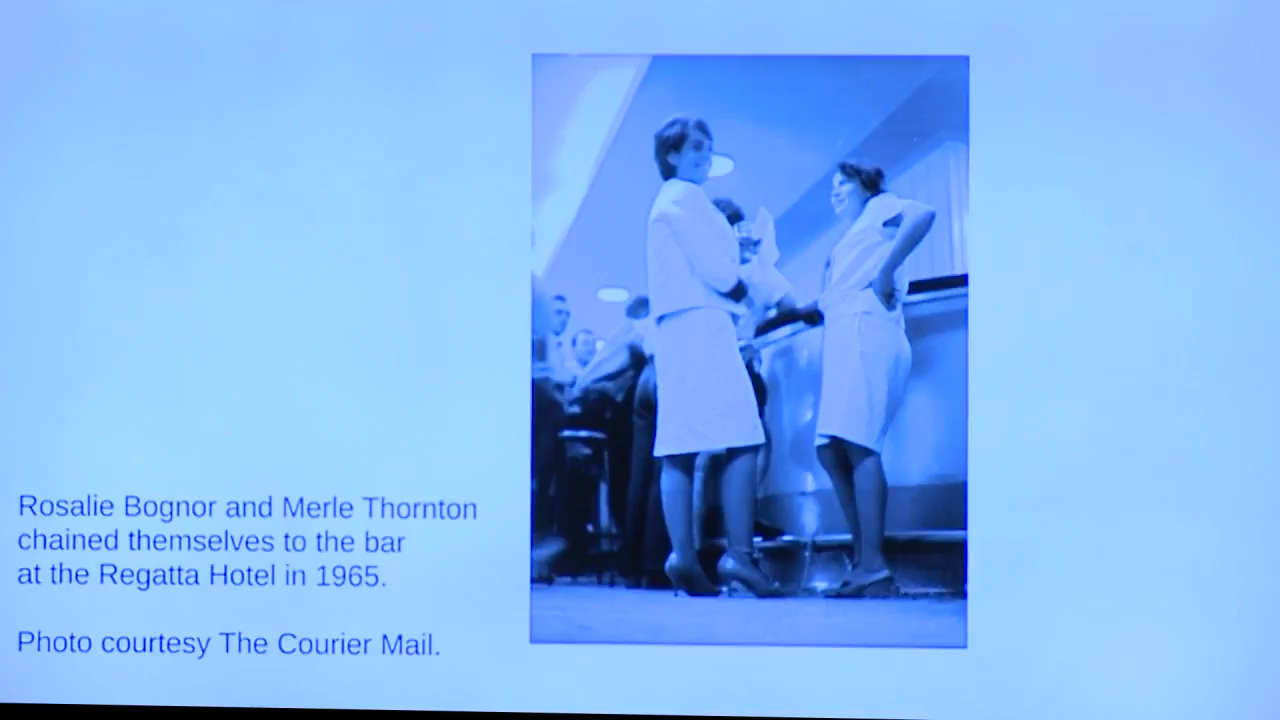 Rosalie Bognor and Merle Thornton
chained themselves to the bar
at the Regatta Hotel in 1965.
Photo courtesy The Courier Mail.